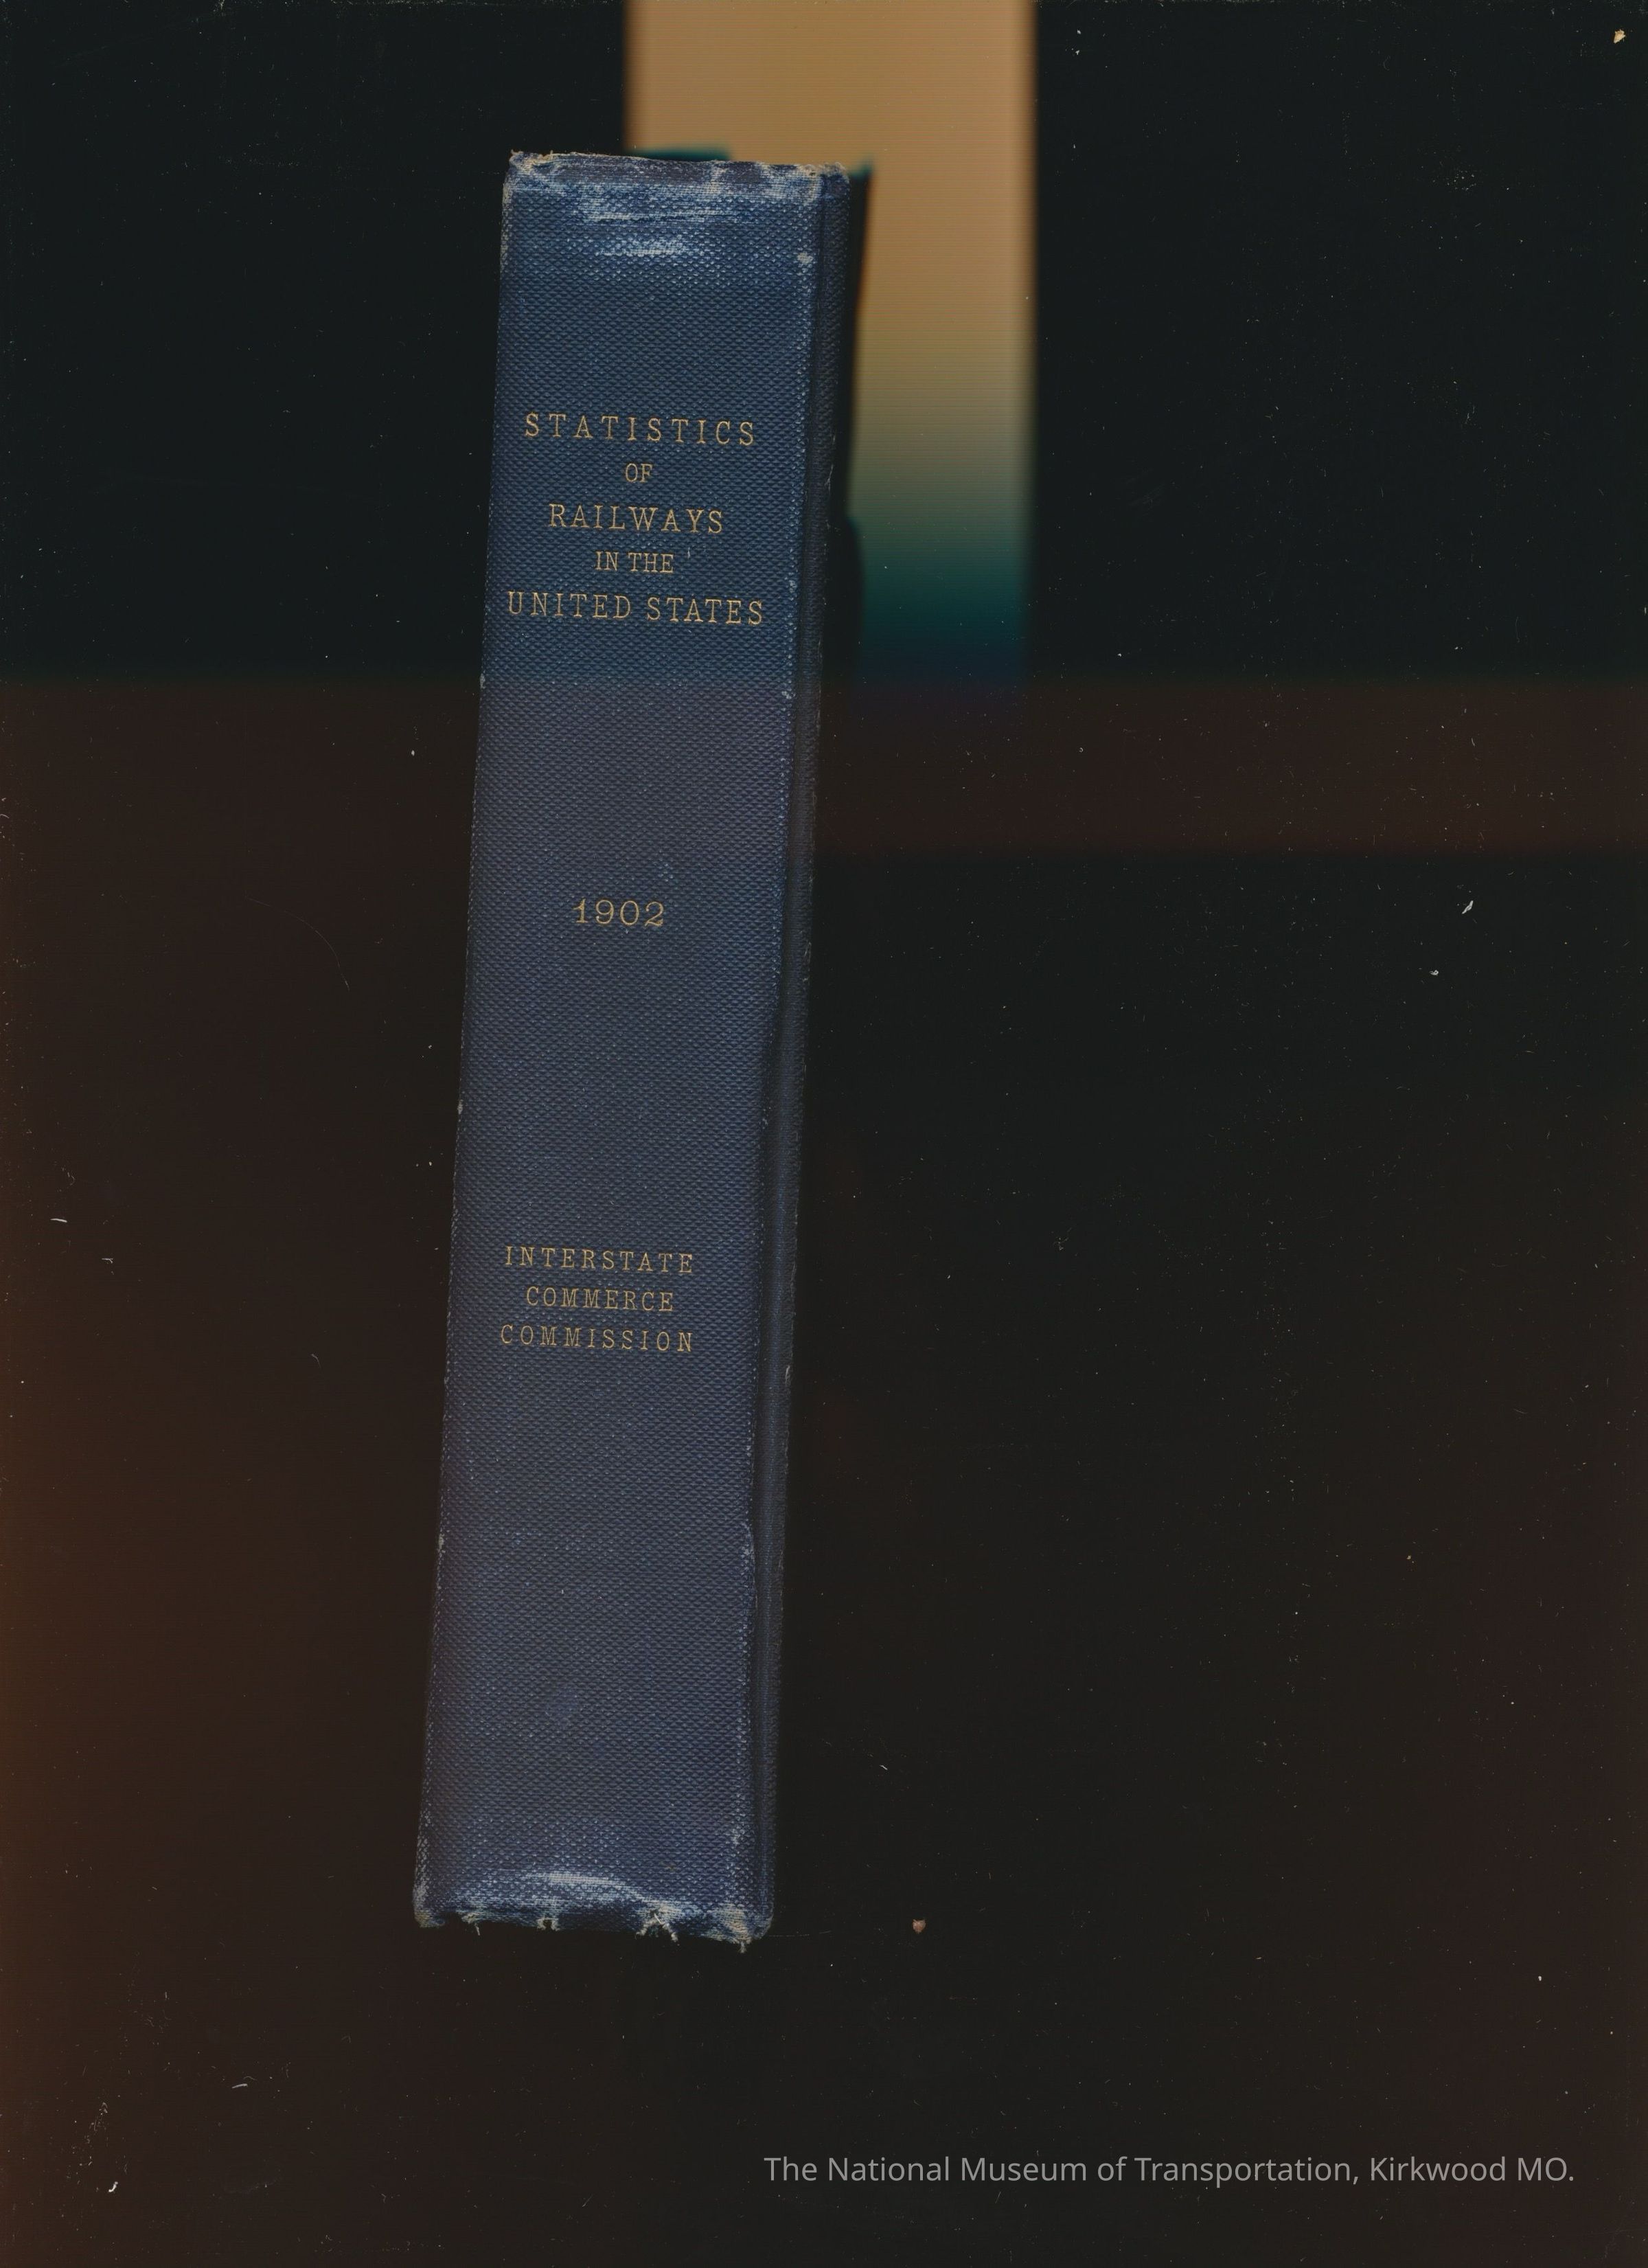 STATISTICS
OF
RAILWAYS
IN THE
UNITED STATES
1902
INTERSTATE
COMMERCE
COMMISSION
The National Museum of Transportation, Kirkwood MO.